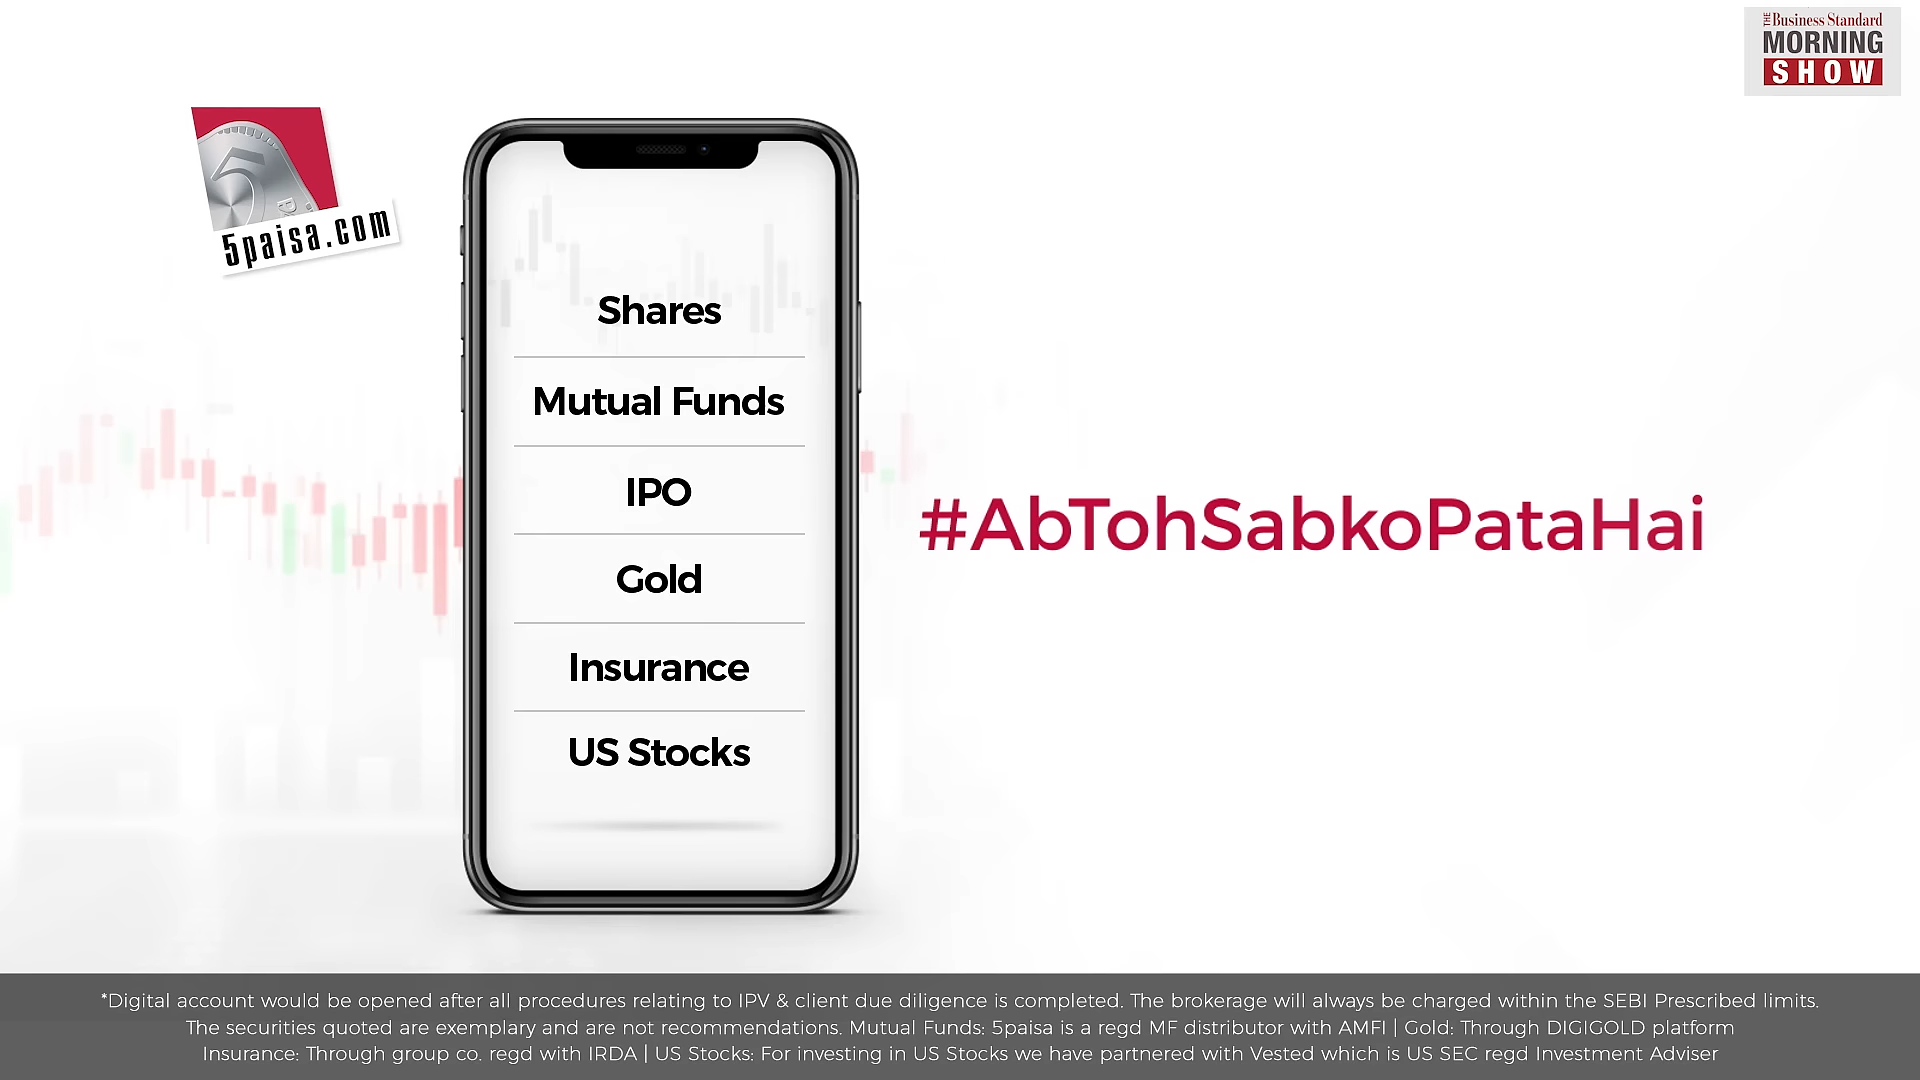 THE Business Standard
MORNING
SHOW
5
5paisa.com
Shares
Mutual Funds
IPO
Gold
Insurance
US Stocks
#AbTohSabkoPataHai
*Digital account would be opened after all procedures relating to IPV & client due diligence is completed. The brokerage will always be charged within the SEBI Prescribed limits.
The securities quoted are exemplary and are not recommendations. Mutual Funds: 5paisa is a regd MF distributor with AMFI | Gold: Through DIGIGOLD platform
Insurance: Through group co. regd with IRDA | US Stocks: For investing in US Stocks we have partnered with Vested which is US SEC regd Investment Adviser